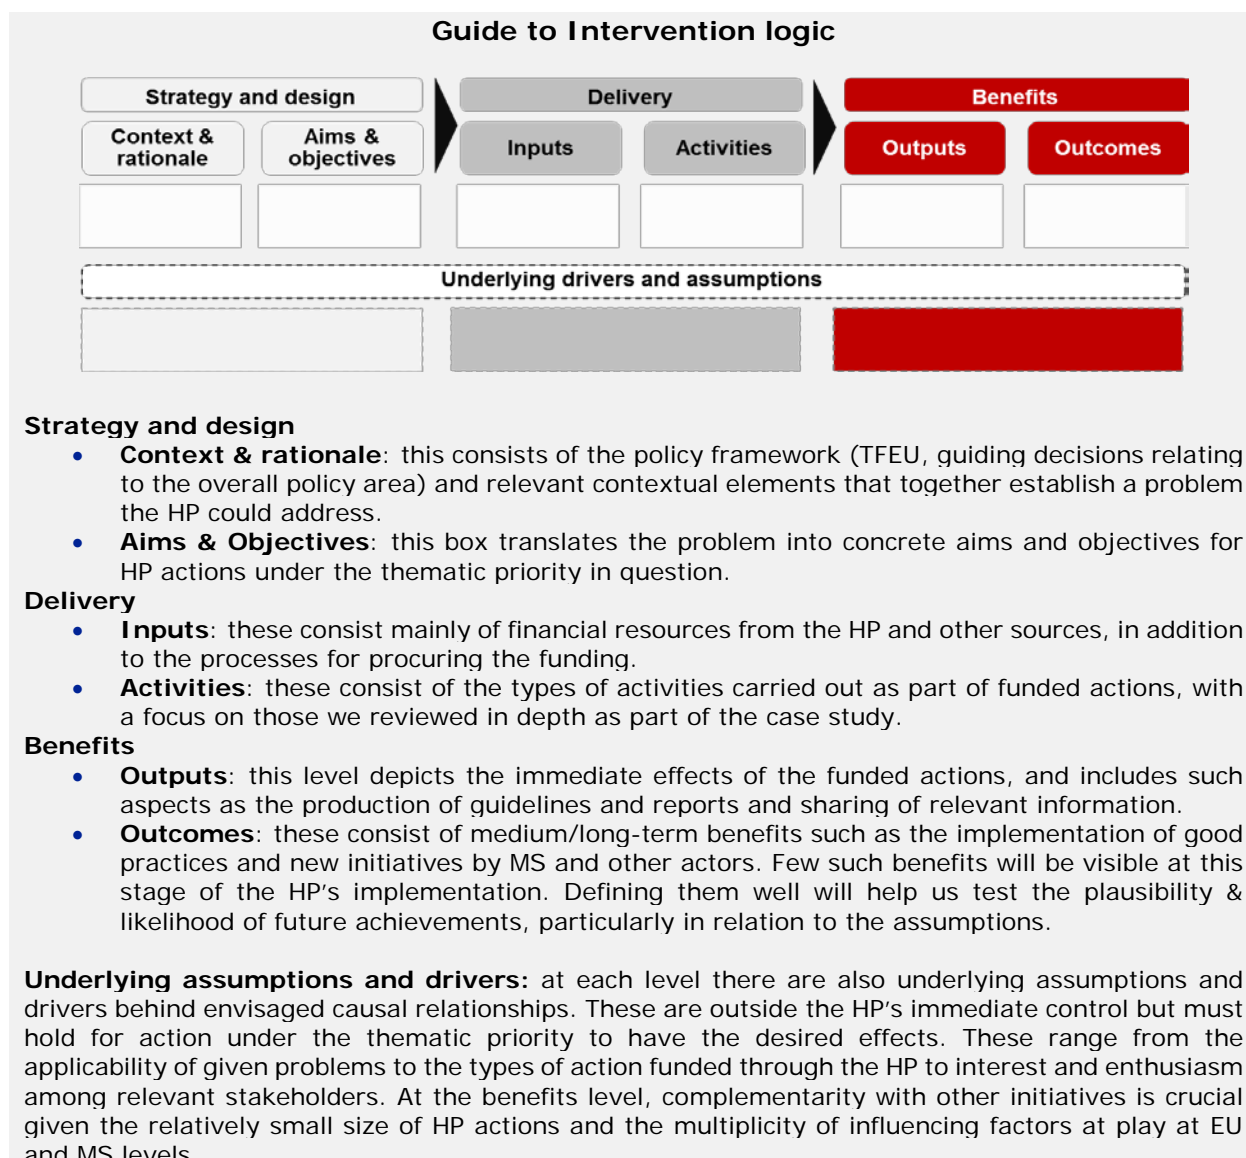 Guide to Intervention logic
Strategy and design
Delivery
Benefits
Context &
rationale
Aims &
objectives
Inputs
Activities
Outputs
Outcomes
Underlying drivers and assumptions
Strategy and design
• Context & rationale: this consists of the policy framework (TFEU, guiding decisions relating
to the overall policy area) and relevant contextual elements that together establish a problem
the HP could address.
• Aims & Objectives: this box translates the problem into concrete aims and objectives for
HP actions under the thematic priority in question.
Delivery
• Inputs: these consist mainly of financial resources from the HP and other sources, in addition
to the processes for procuring the funding.
• Activities: these consist of the types of activities carried out as part of funded actions, with
a focus on those we reviewed in depth as part of the case study.
Benefits
• Outputs: this level depicts the immediate effects of the funded actions, and includes such
aspects as the production of guidelines and reports and sharing of relevant information.
• Outcomes: these consist of medium/long-term benefits such as the implementation of good
practices and new initiatives by MS and other actors. Few such benefits will be visible at this
stage of the HP's implementation. Defining them well will help us test the plausibility &
likelihood of future achievements, particularly in relation to the assumptions.
Underlying assumptions and drivers: at each level there are also underlying assumptions and
drivers behind envisaged causal relationships. These are outside the HP's immediate control but must
hold for action under the thematic priority to have the desired effects. These range from the
applicability of given problems to the types of action funded through the HP to interest and enthusiasm
among relevant stakeholders. At the benefits level, complementarity with other initiatives is crucial
given the relatively small size of HP actions and the multiplicity of influencing factors at play at EU
and MS levels.